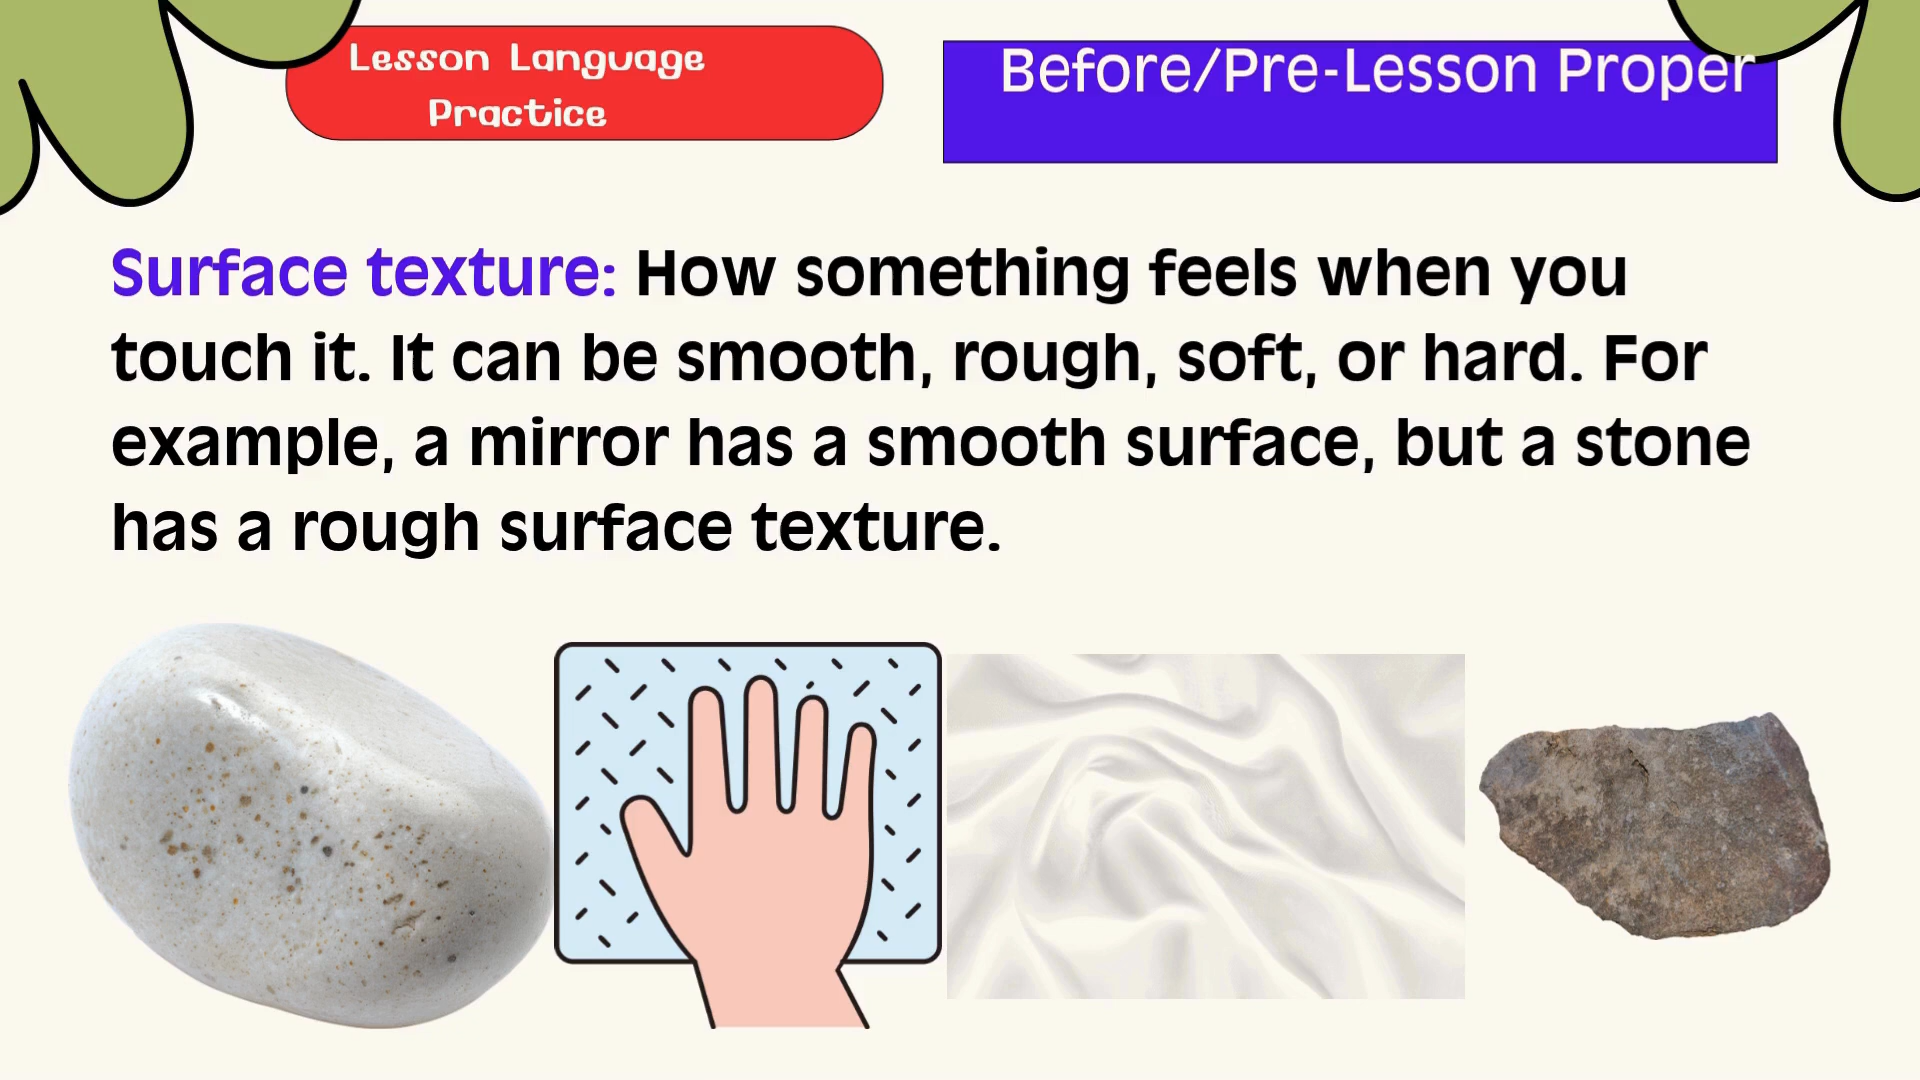 Lesson Language
Practice
Before/Pre-Lesson Proper
Surface texture: How something feels when you
touch it. It can be smooth, rough, soft, or hard. For
example, a mirror has a smooth surface, but a stone
has a rough surface texture.